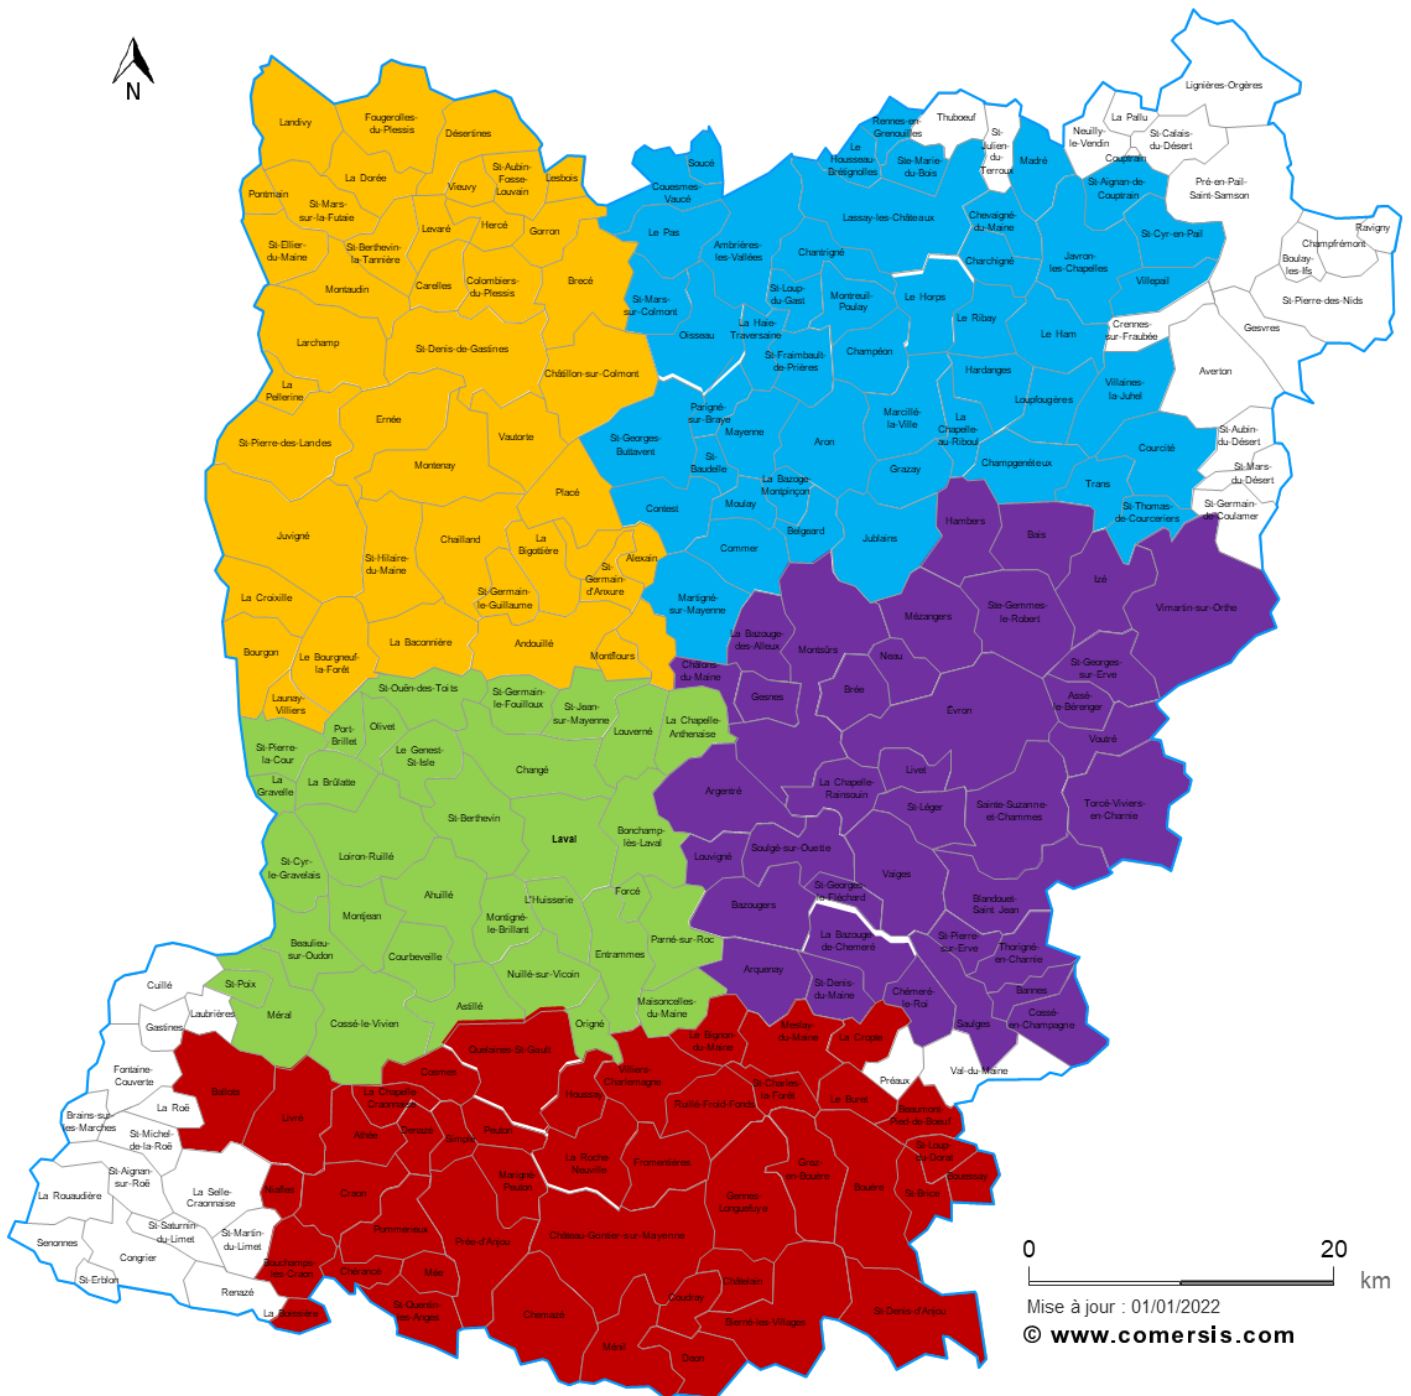 N
Lignières-Orgères
Landivy
Fougerolles-
du-Plessis
Désertines
Rennes-en-
Grenouilles
Thubœuf
La Pallu
Neuilly-
le-Vendin
St-Calais-
du-Désert
St-
Julien-
du-
Terroux
Madré
Couptrain
Le
Housseau-
Brétignolles
Ste-Marie-
du-Bois
Soucé
Couesmes-
Vaucé
St-Aubin-
Fosse-
Louvain
Lesbois
La Dorée
Vieuvy
Pontmain
St-Mars-
sur-la-Futaie
St-Aignan-de-
Couptrain
Pré-en-Pail-
Saint-Samson
Lassay-les-Châteaux
Chevaigné-
du-Maine
Levaré
Hercé
Gorron
Le Pas
Ambrières-
les-Vallées
Chantrigné
St-Cyr-en-Pail
Ravigny
Champfrémont
Boulay-
les-Ifs
St-Ellier-
du-Maine
St-Berthevin-
la-Tannière
Charchigné
Javron-
les-Chapelles
Villepail
St-Pierre-des-Nids
Montaudin
Carelles
Colombiers-
du-Plessis
Brecé
St-Mars-
sur-Colmont
St-Loup-
du-Gast
Montreuil-
Poulay
Le Horps
Le Ribay
Gesvres
Oisseau
La Haie-
Traversaine
Le Ham
Crennes-
sur-Fraubée
Larchamp
St-Denis-de-Gastines
St-Fraimbault-
de-Prières
Champéon
Hardanges
Averton
Châtillon-sur-Colmont
La
Pellerine
Villaines-
la-Juhel
Loupfougères
Ernée
Parigné-
sur-Braye
Mayenne
Marcillé-
la-Ville
La
Chapelle-
au-Riboul
St-Pierre-des-Landes
Vautorte
St-Georges-
Buttavent
Aron
Courcité
St-Aubin-
du-Désert
Montenay
St-
Baudelle
Grazay
Champgenéteux
St-Mars-
du-Désert
Placé
La Bazoge-
Montpinçon
Trans
Contest
Moulay
St-Thomas-
de-Courceriers
St-Germain-
de-Coulamer
Juvigné
Chailland
La
Bigottière
Belgeard
Jublains
Hambers
Bais
Commer
St-Hilaire-
du-Maine
Alexain
St-
Germain-
d'Anxure
Izé
La Croixille
St-Germain-
le-Guillaume
Martigné-
sur-Mayenne
Mézangers
Ste-Gemmes-
le-Robert
Vimartin-sur-Orthe
La Baconnière
Andouillé
La Bazouge-
des-Alleux
Montsûrs
Neau
Bourgon
Le Bourgneuf-
la-Forêt
Montflours
Châlons-
du-Maine
St-Georges-
sur-Erve
St-Ouën-des-Toits
St-Germain-
le-Fouilloux
Gesnes
Brée
Évron
Assé-
le-Bérenger
Launay-
Villiers
St-Jean-
sur-Mayenne
Louverné
La Chapelle-
Anthenaise
Voutré
Port-
Brillet
Olivet
St-Pierre-
la-Cour
Le Genest-
St-Isle
Changé
Livet
La
Gravelle
La Brûlatte
Argentré
La Chapelle-
Rainsouin
St-Léger
Sainte-Suzanne-
et-Chammes
Torcé-Viviers-
en-Charnie
St-Berthevin
Laval
Bonchamp-
lès-Laval
Louvigné
Soulgé-sur-Ouette
Loiron-Ruillé
St-Cyr-
le-Gravelais
Vaiges
St-Georges-
le-Fléchard
Ahuillé
L'Huisserie
Forcé
Bazougers
Blandouet-
Saint Jean
Montjean
Montigné-
le-Brillant
Parné-sur-Roc
La Bazouge-
de-Chemeré
St-Pierre-
sur-Erve
Thorigné-
en-Charnie
Beaulieu-
sur-Oudon
Courbeveille
Entrammes
Arquenay
Nuillé-sur-Vicoin
St-Denis-
du-Maine
Chémeré-
le-Roi
Bannes
Cuillé
St-Poix
Astillé
Maisoncelles-
du-Maine
Cossé-
en-Champagne
Laubrières
Méral
Cossé-le-Vivien
Origné
Saulges
Gastines
Le Bignon-
du-Maine
Meslay-
du-Maine
La Cropte
Quelaines-St-Gault
Fontaine-
Couverte
Cosmes
Villiers-
Charlemagne
Préaux
Val-du-Maine
Ballots
La Chapelle-
Craonnaise
Houssay
St-Charles-
la-Forêt
Le Buret
La Roë
Ruillé-Froid-Fonds
Brains-sur-
les-Marches
Livré
Beaumont-
Pied-de-Bœuf
St-Michel-
de-la-Roë
Athée
Denazé
Simplé
Peuton
St-Loup-
du-Dorat
La Roche-
Neuville
Fromentières
Grez-
en-Bouère
Bouessay
St-Aignan-
sur-Roë
Marigné-
Peuton
Bouère
St-Brice
La Rouaudière
La Selle-
Craonnaise
Niafles
Craon
Gennes-
Longuefuye
St-Saturnin-
du-Limet
St-Martin-
du-Limet
Pommerieux
Prée-d'Anjou
Château-Gontier-sur-Mayenne
Senonnes
Congrier
Bouchamps-
lès-Craon
Chérancé
Mée
Châtelain
St-Erblon
Renazé
La Boissière
St-Quentin-
les-Anges
Chemazé
Coudray
Bierné-les-Villages
St-Denis-d'Anjou
Ménil
Daon
0 20
km
Mise à jour : 01/01/2022
© www.comersis.com